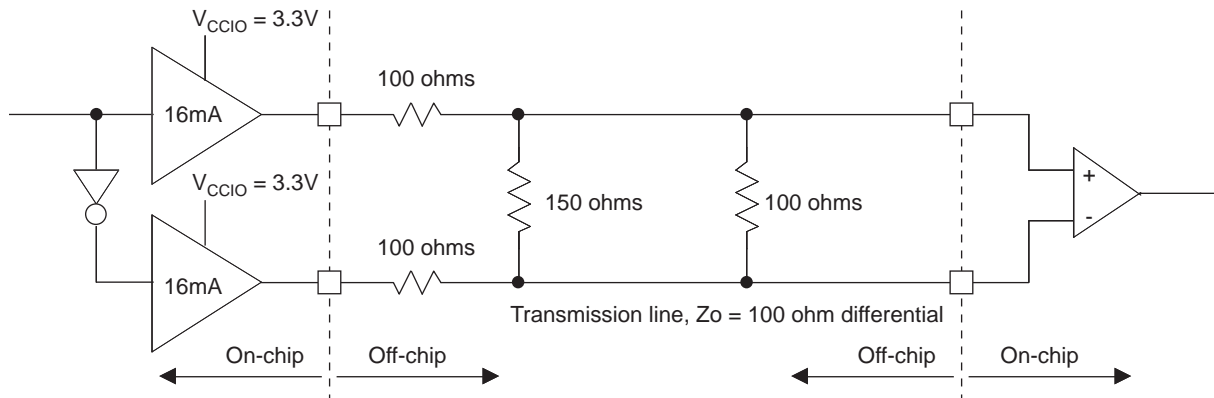 VCCIO = 3.3V
100 ohms
16mA
VCCIO = 3.3V
150 ohms
100 ohms
+
-
100 ohms
16mA
Transmission line, Zo = 100 ohm differential
On-chip
Off-chip
Off-chip
On-chip